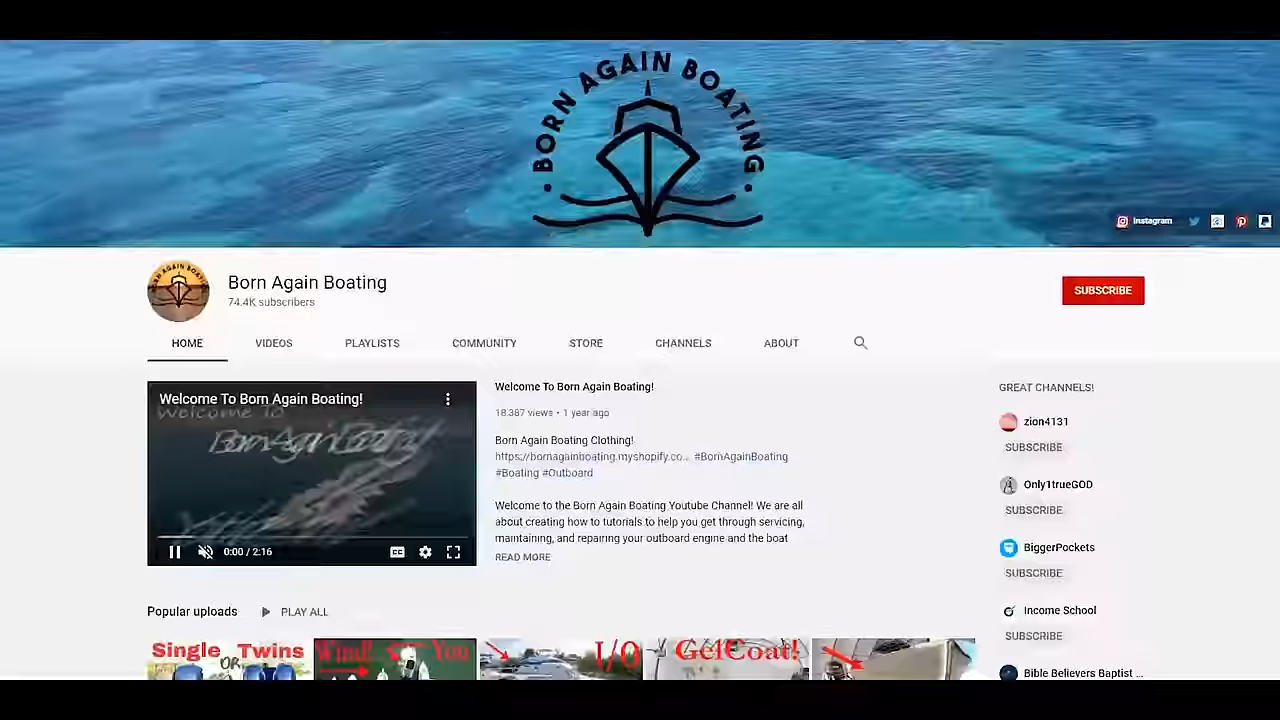 BORN AGAIN BOATING
Instagram
Born Again Boating
74.4K subscribers
SUBSCRIBE
HOME VIDEOS PLAYLISTS COMMUNITY STORE CHANNELS ABOUT
Welcome To Born Again Boating!
Welcome To
Born Again Boating
0:00 / 2:16
Welcome To Born Again Boating!
18,387 views • 1 year ago
Born Again Boating Clothing!
https://bornagainboating.myshopify.co... #BornAgainBoating
#Boating #Outboard
Welcome to the Born Again Boating Youtube Channel! We are all
about creating how to tutorials to help you get through servicing,
maintaining, and repairing your outboard engine and the boat
READ MORE
GREAT CHANNELS!
zion4131
SUBSCRIBE
Only1trueGOD
SUBSCRIBE
BiggerPockets
SUBSCRIBE
Income School
SUBSCRIBE
Bible Believers Baptist ...
Popular uploads PLAY ALL
Single OR Twins
Wind! You
I/O
GelCoat!